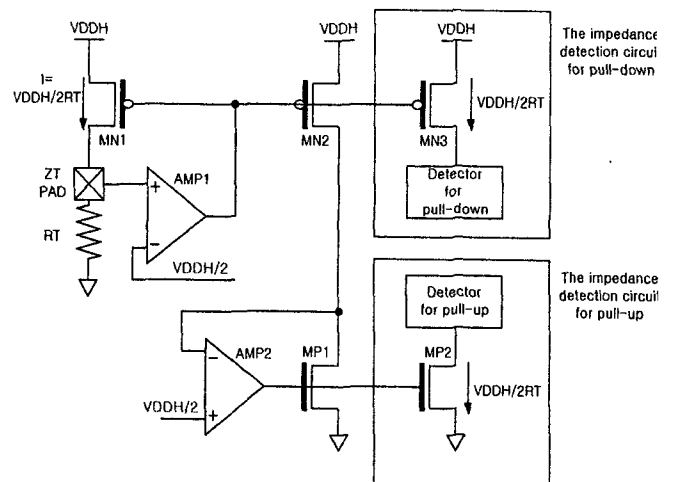 VDDH
VDDH
VDDH
The impedance
detection circui
for pull-down
I=
VDDH/2RT
VDDH/2RT
MN1
MN2
MN3
ZT
PAD
AMP1
+
−
RT
VDDH/2
Detector
for
pull-down
The impedance
detection circuit
for pull-up
Detector
for pull-up
AMP2
−
+
MP1
MP2
VDDH/2
VDDH/2RT